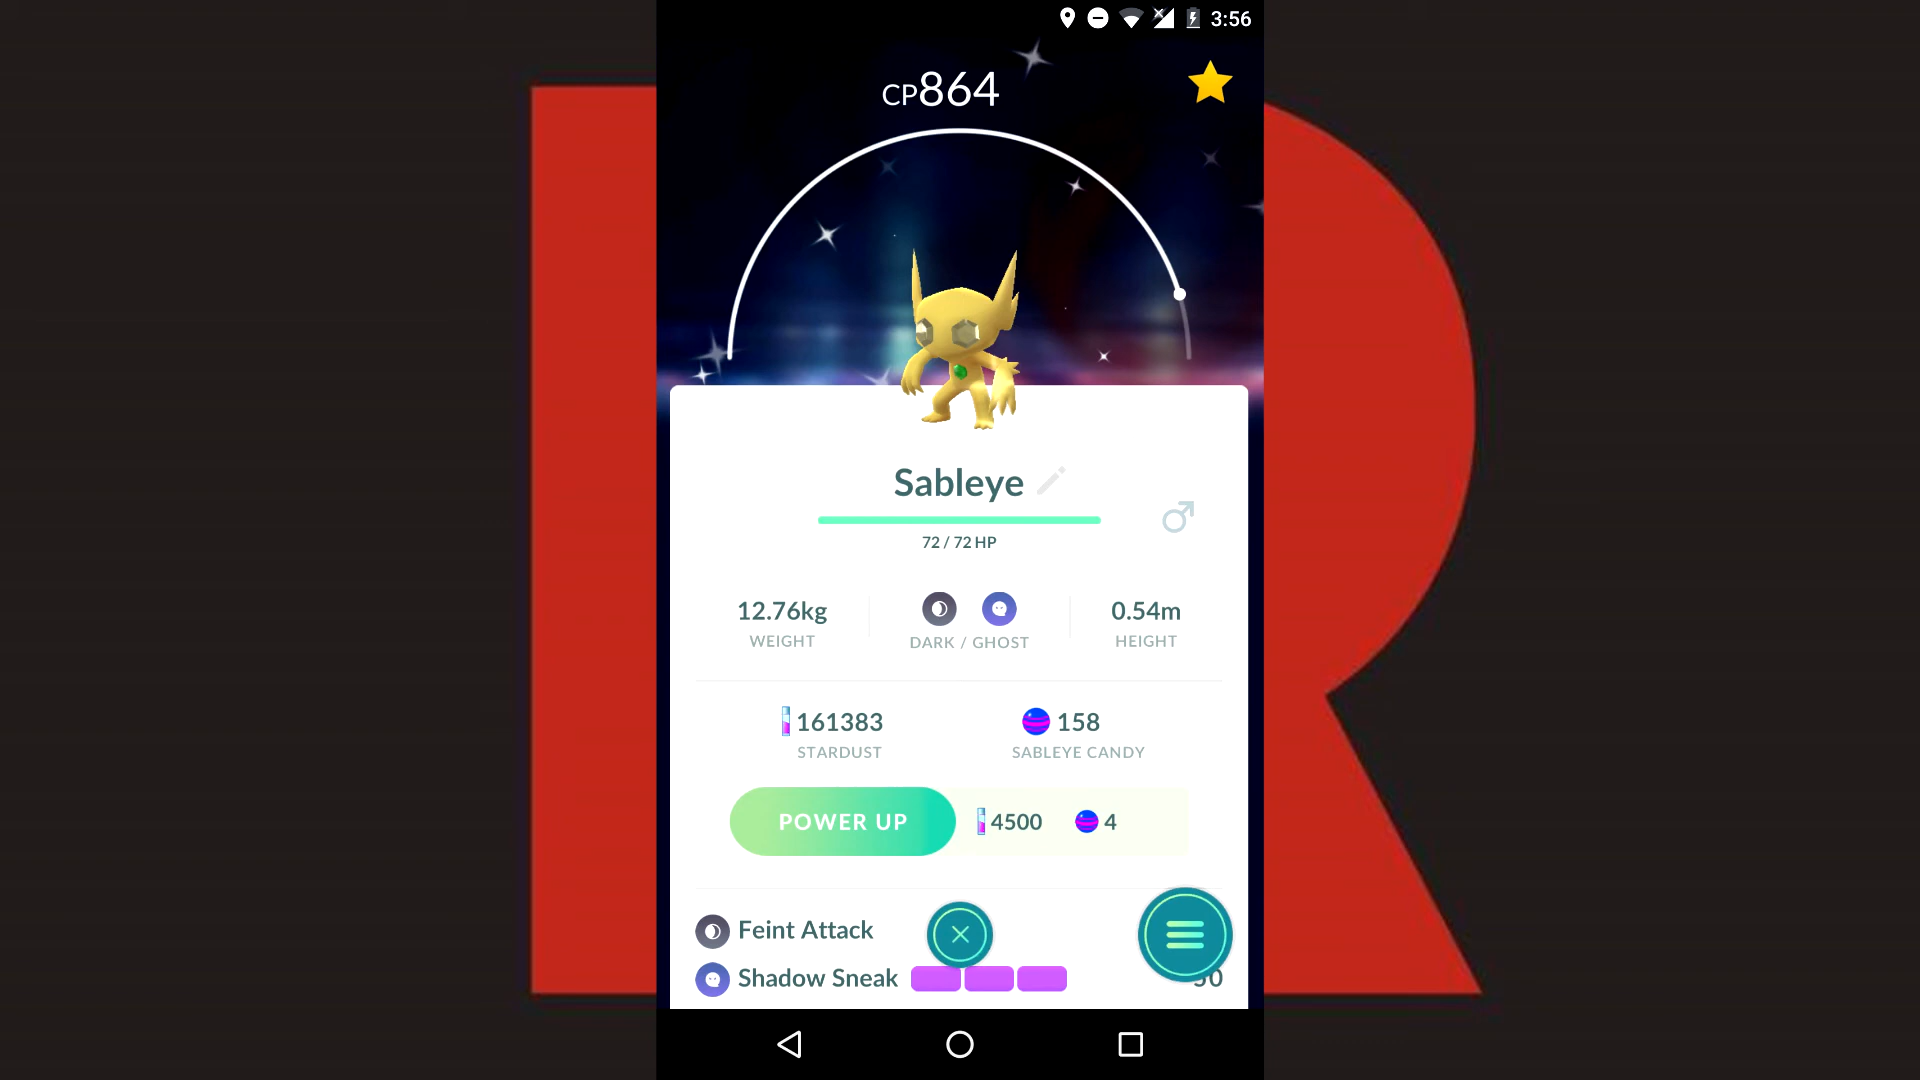 3:56
CP864
Sableye
72 / 72 HP
12.76kg
WEIGHT
DARK / GHOST
0.54m
HEIGHT
161383
STARDUST
158
SABLEYE CANDY
POWER UP
4500
4
Feint Attack
Shadow Sneak
R